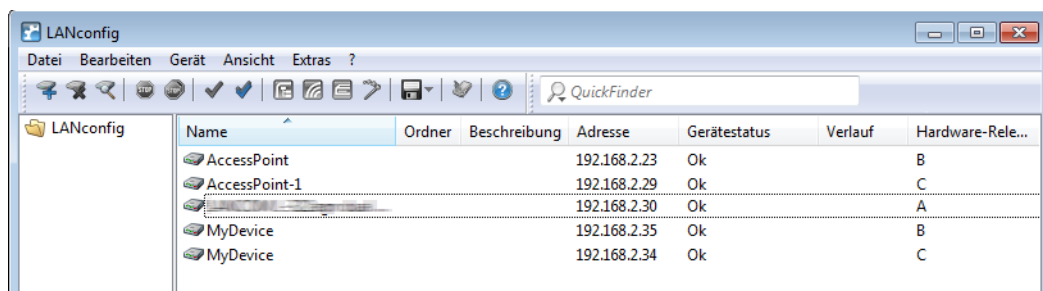 LANconfig
Datei Bearbeiten Gerät Ansicht Extras ?
STOP STOP QuickFinder
LANconfig
Name Ordner Beschreibung Adresse Gerätestatus Verlauf Hardware-Rele...
AccessPoint 192.168.2.23 Ok B
AccessPoint-1 192.168.2.29 Ok C
192.168.2.30 Ok A
MyDevice 192.168.2.35 Ok B
MyDevice 192.168.2.34 Ok C